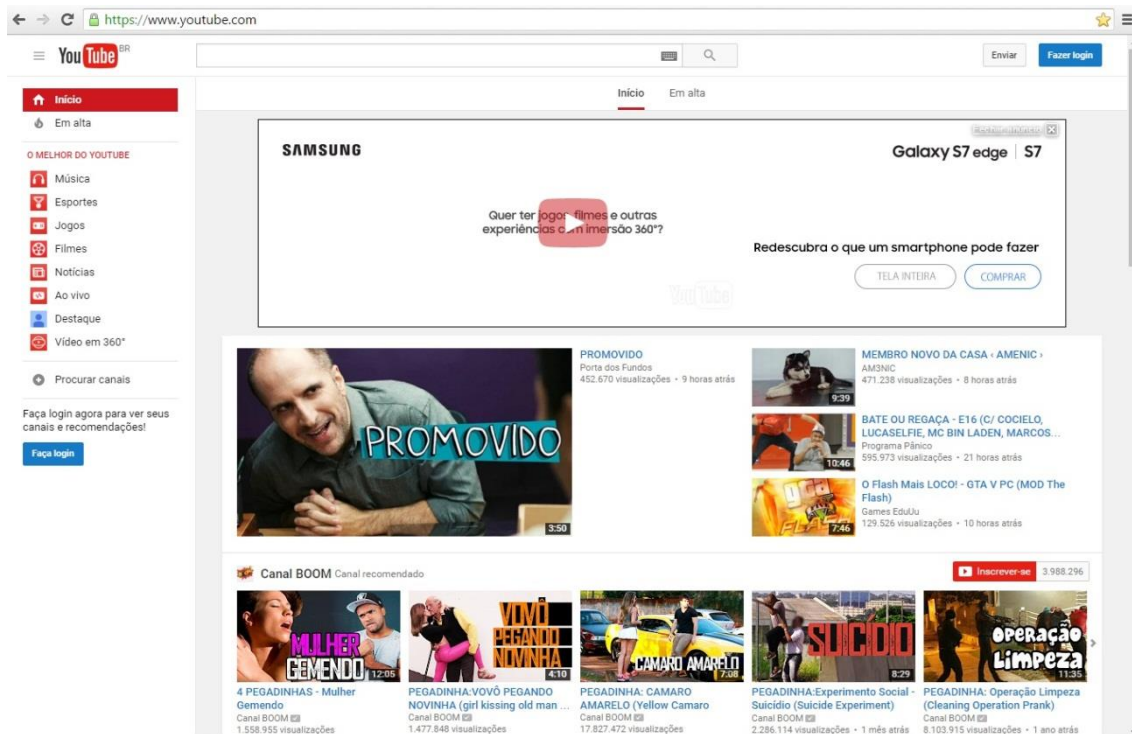 https://www.youtube.com
You Tube BR
Enviar
Fazer login
Início
Em alta
Início
Em alta
O MELHOR DO YOUTUBE
Música
Esportes
Jogos
Filmes
Notícias
Ao vivo
Destaque
Vídeo em 360°
Procurar canais
Faça login agora para ver seus
canais e recomendações!
Faça login
Fechar anúncio
SAMSUNG
Galaxy S7 edge | S7
Quer ter jogos, filmes e outras
experiências com imersão 360°?
Redescubra o que um smartphone pode fazer
TELA INTEIRA
COMPRAR
YouTube
PROMOVIDO
3:50
PROMOVIDO
Porta dos Fundos
452.670 visualizações • 9 horas atrás
9:39
MEMBRO NOVO DA CASA ‹ AMENIC ›
AM3NIC
471.238 visualizações • 8 horas atrás
10:46
BATE OU REGAÇA - E16 (C/ COCIELO,
LUCASELFIE, MC BIN LADEN, MARCOS...
Programa Pânico
595.973 visualizações • 21 horas atrás
gta
FLASH
7:46
O Flash Mais LOCO! - GTA V PC (MOD The
Flash)
Games EduUu
129.526 visualizações • 10 horas atrás
Canal BOOM Canal recomendado
Inscrever-se 3.988.296
MULHER
GEMENDO
12:05
4 PEGADINHAS - Mulher
Gemendo
Canal BOOM
1.558.955 visualizações
VOVÔ
PEGANDO
NOVINHA
4:10
PEGADINHA:VOVÔ PEGANDO
NOVINHA (girl kissing old man ...
Canal BOOM
1.477.848 visualizações
CAMARO AMARELO
7:08
PEGADINHA: CAMARO
AMARELO (Yellow Camaro
Canal BOOM
17.827.472 visualizações
SUICÍDIO
8:29
PEGADINHA:Experimento Social -
Suicídio (Suicide Experiment)
Canal BOOM
2.286.114 visualizações • 1 mês atrás
OPERAÇÃO
LIMPEZA
11:35
PEGADINHA: Operação Limpeza
(Cleaning Operation Prank)
Canal BOOM
8.103.915 visualizações • 1 ano atrás